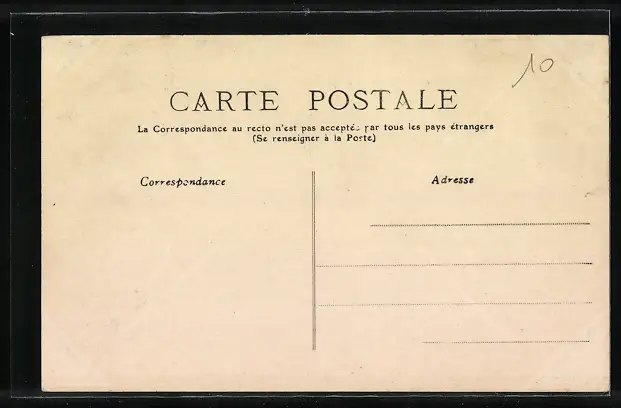 10
CARTE POSTALE
La Correspondance au recto n'est pas acceptée par tous les pays étrangers
(Se renseigner à la Poste)
Correspondance
Adresse